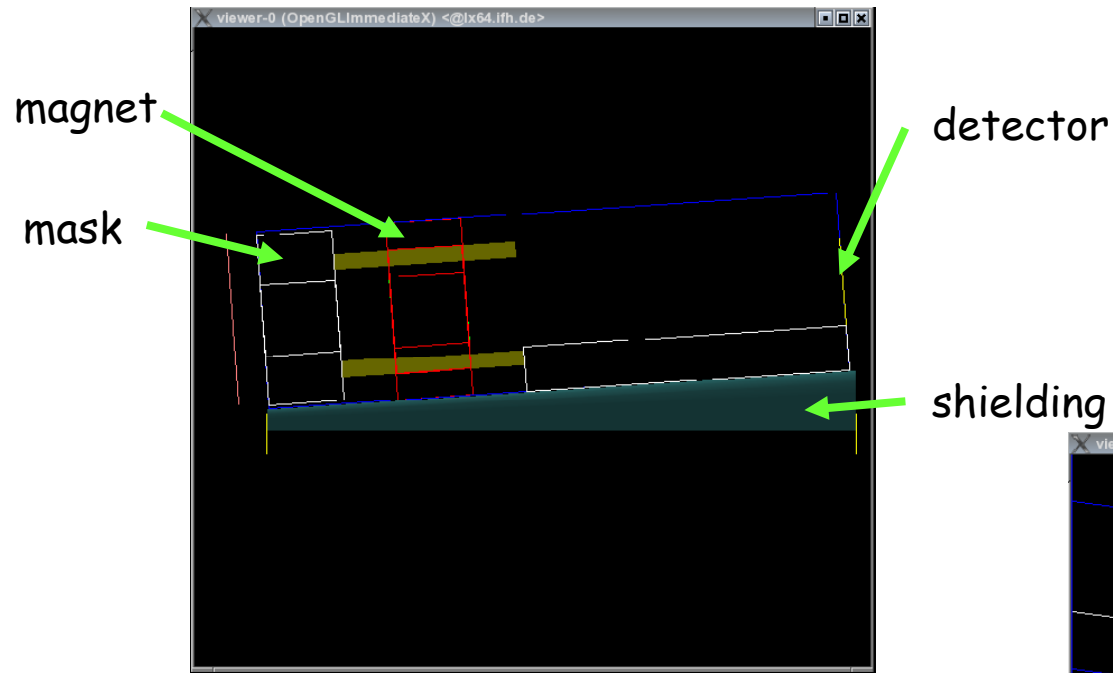 viewer-0 (OpenGLImmediateX) <@lx64.ifh.de>
magnet
detector
mask
shielding